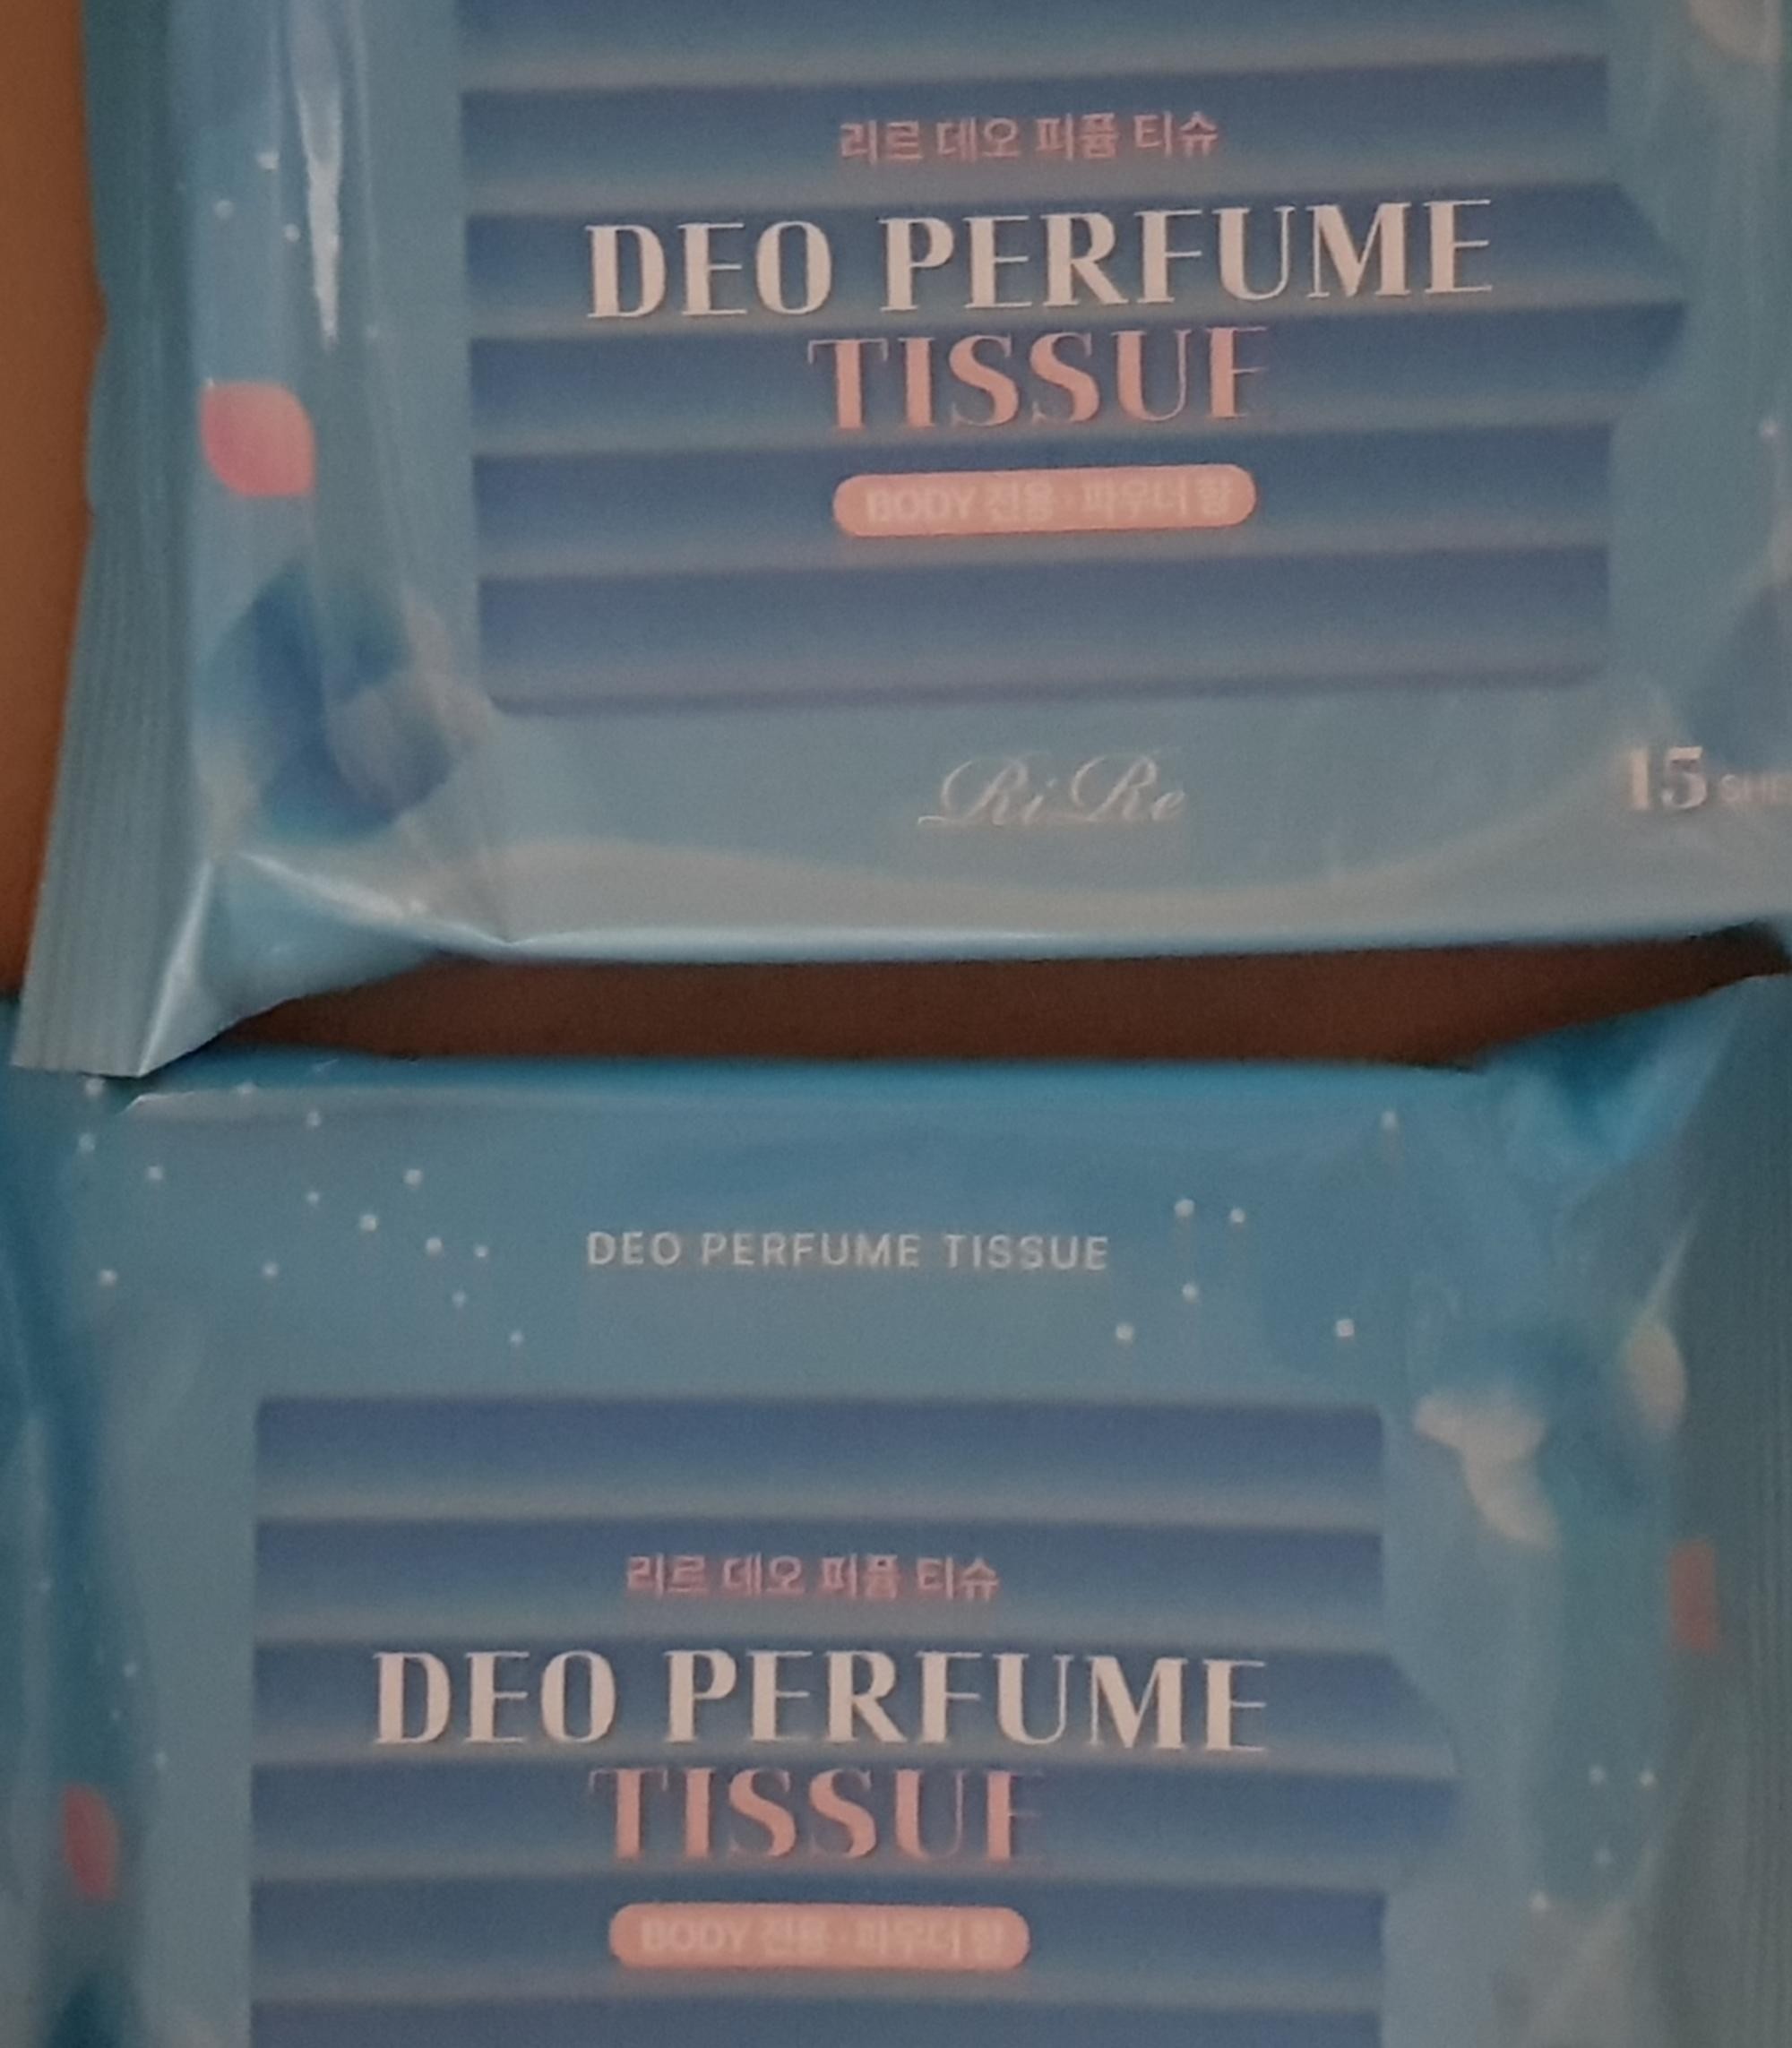 리르 데오 퍼퓸 티슈
DEO PERFUME
TISSUE
BODY 전용 · 파우더 향
RiRe
15
DEO PERFUME TISSUE
리르 데오 퍼퓸 티슈
DEO PERFUME
TISSUE
BODY 전용 · 파우더 향